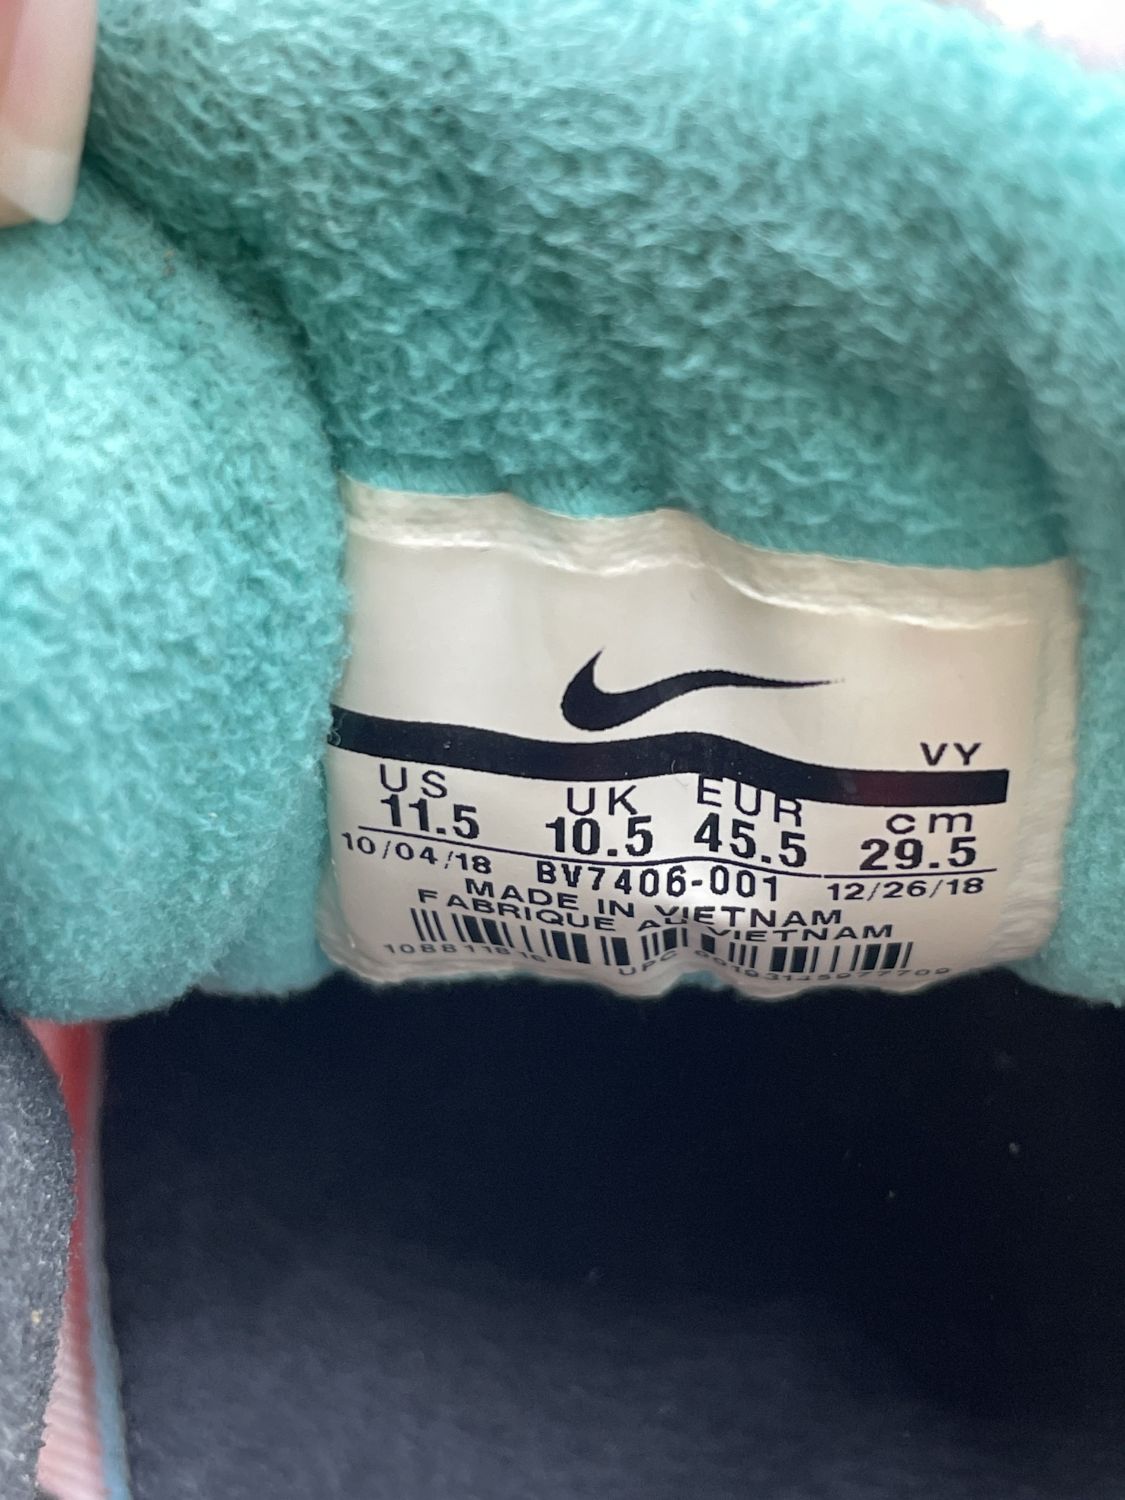 VY
US UK EUR cm
11.5 10.5 45.5 29.5
10/04/18 BV7406-001 12/26/18
MADE IN VIETNAM
FABRIQUE AU VIETNAM
UPC